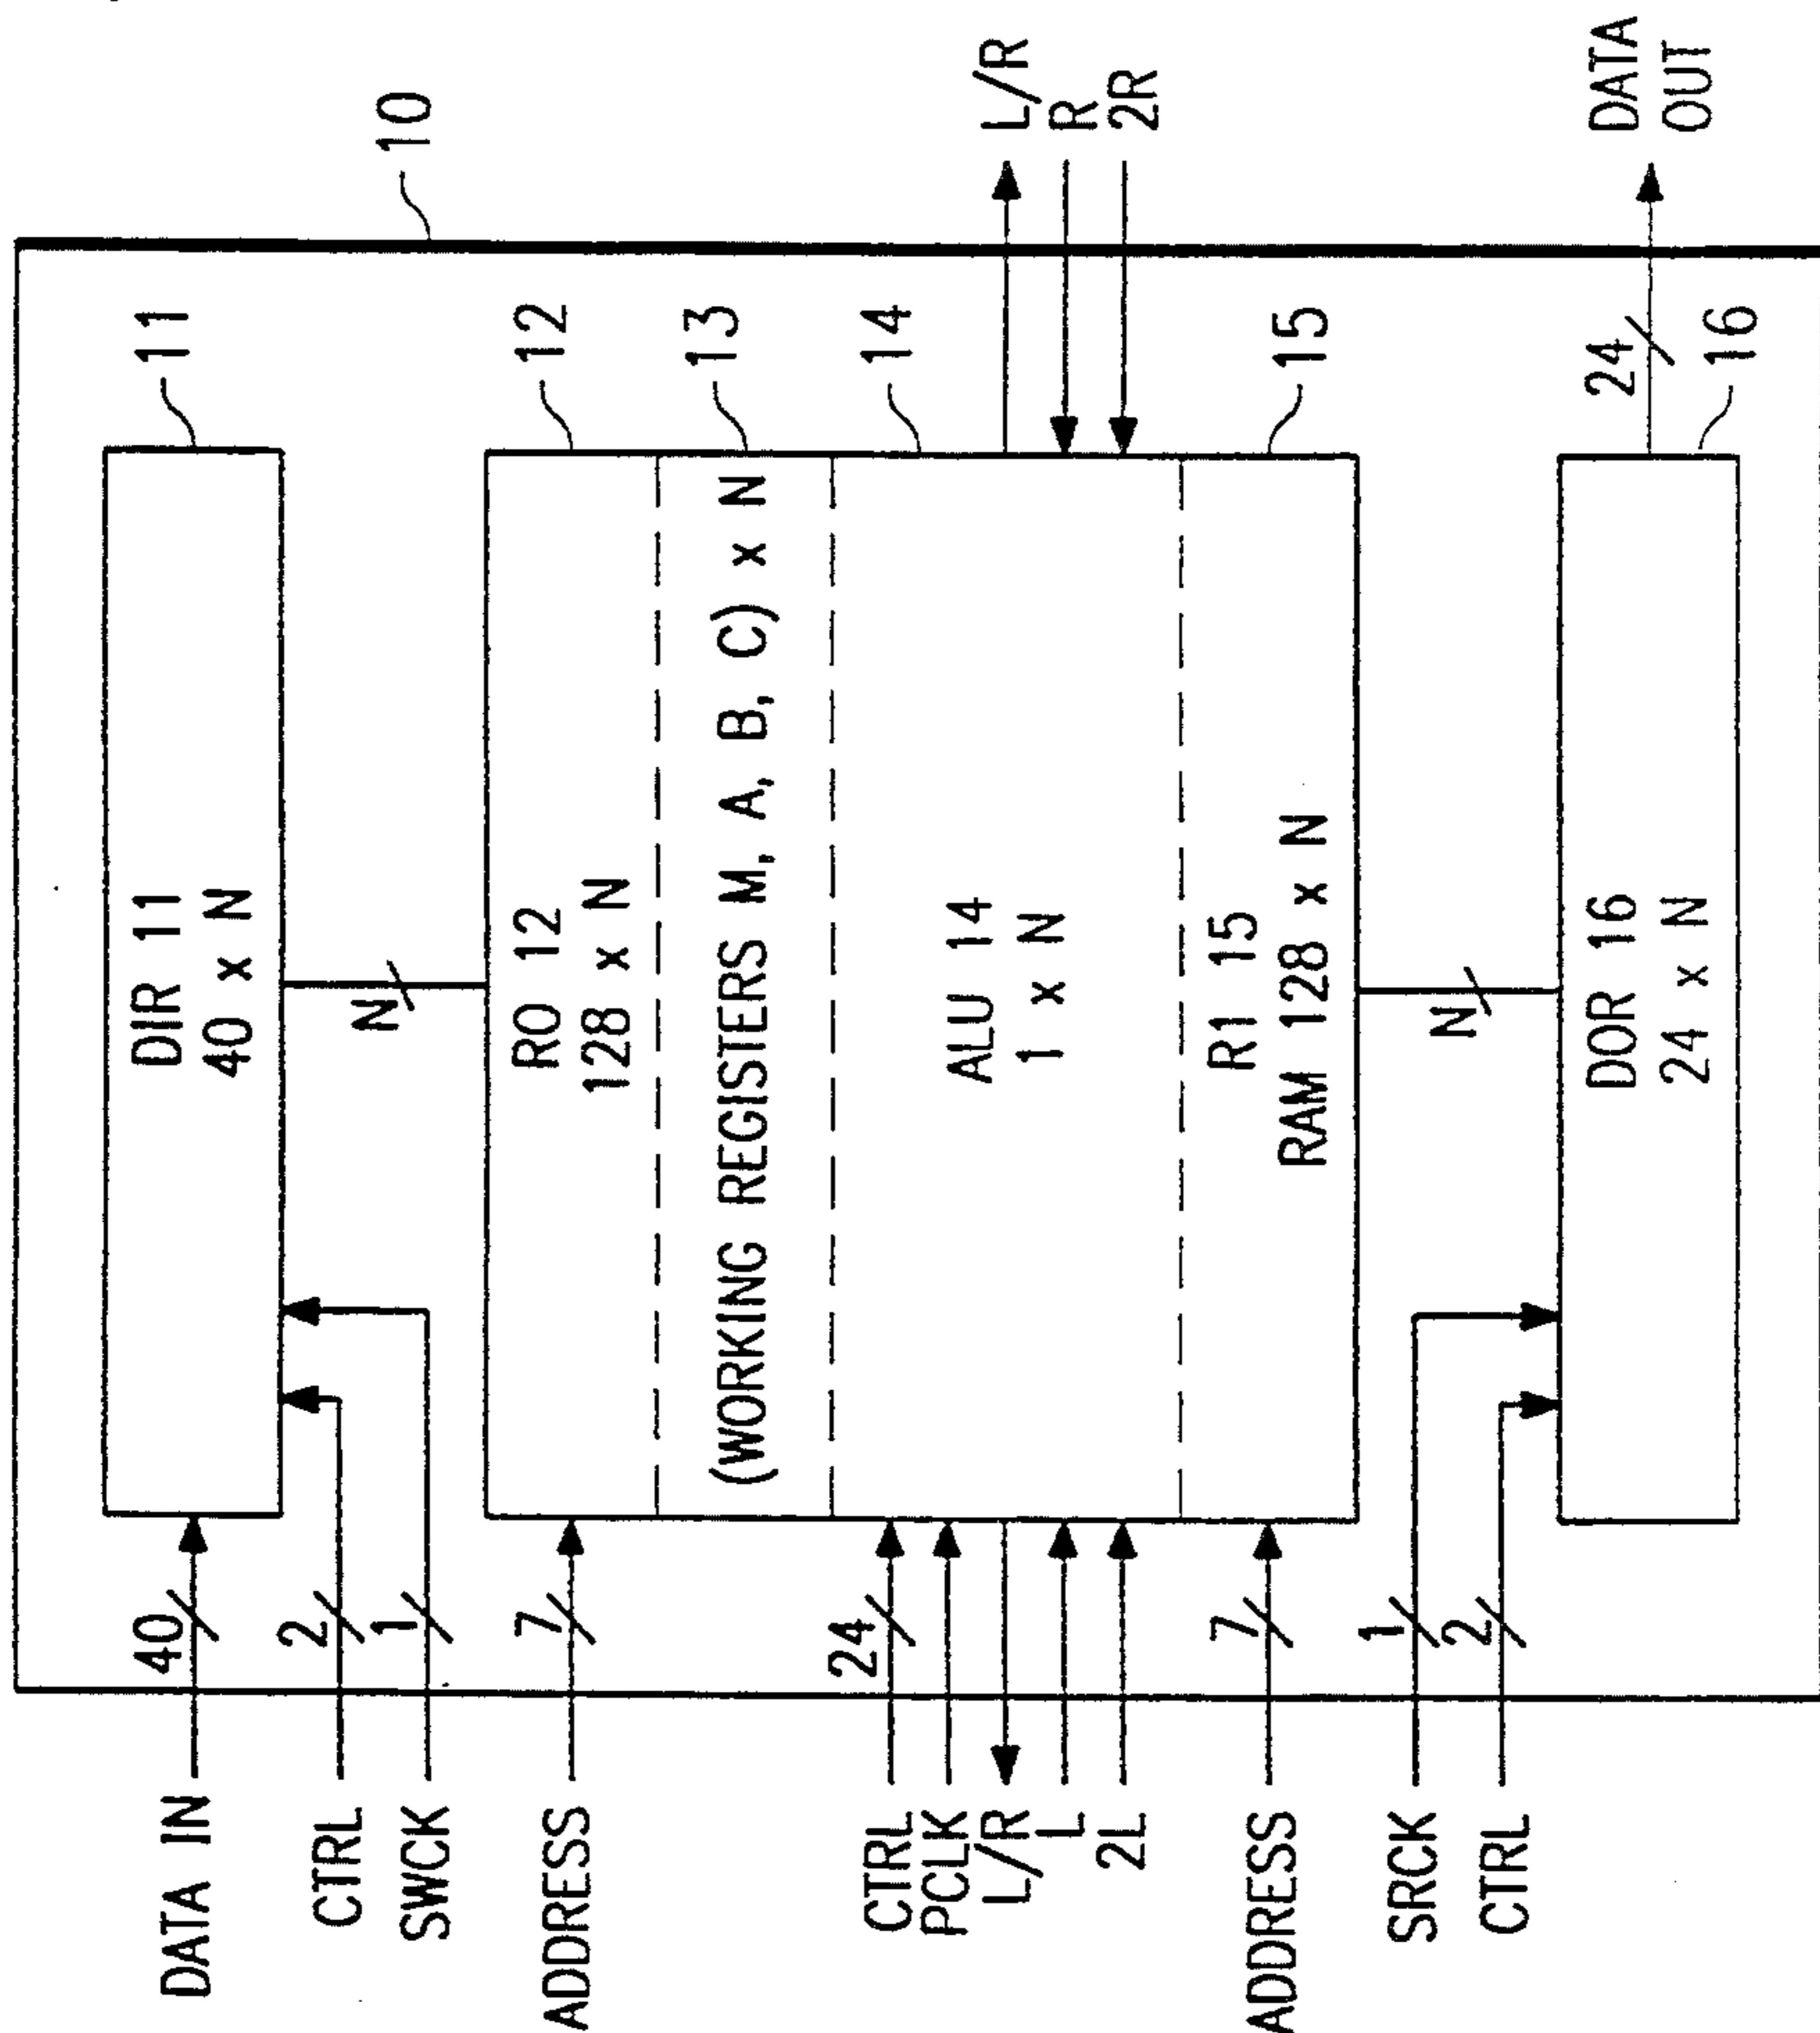 10
DATA IN
40
CTRL
2
SWCK
1
DIR 11
40 x N
11
N
ADDRESS
7
RO 12
128 x N
12
(WORKING REGISTERS M, A, B, C) x N
13
CTRL
24
PCLK
L/R
L
2L
ALU 14
1 x N
14
L/R
R
2R
ADDRESS
7
R1 15
RAM 128 x N
15
N
SRCK
1
CTRL
2
DOR 16
24 x N
16
24
DATA
OUT